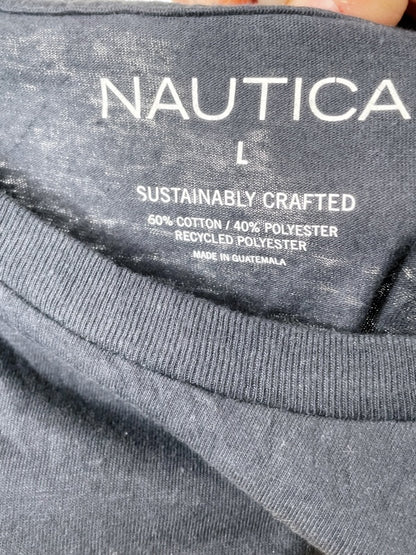 NAUTICA
L
SUSTAINABLY CRAFTED
60% COTTON / 40% POLYESTER
RECYCLED POLYESTER
MADE IN GUATEMALA